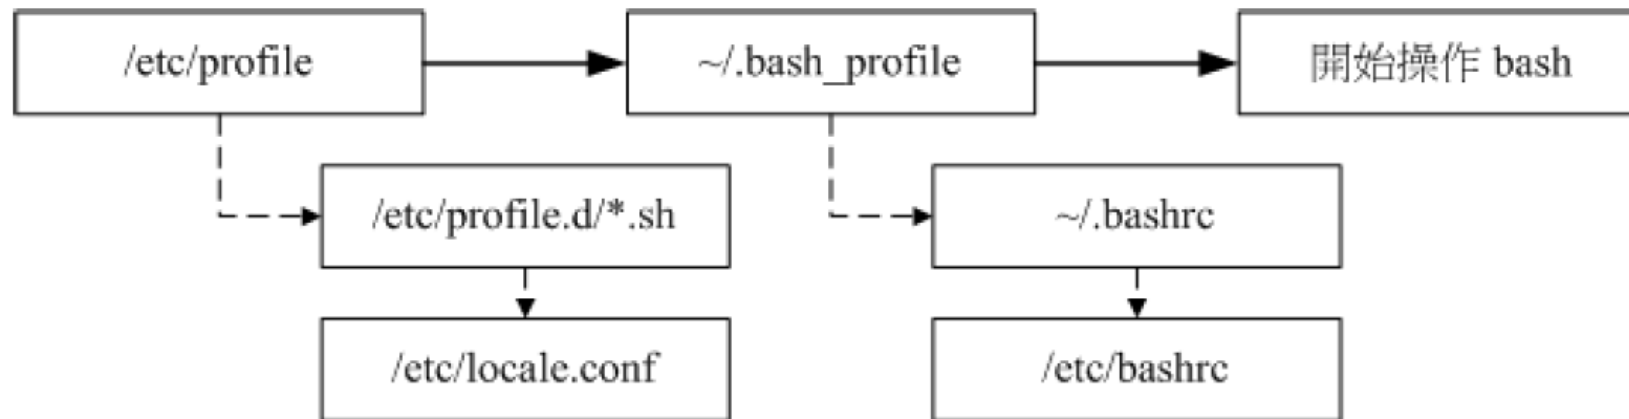 /etc/profile
~/.bash_profile
開始操作 bash
/etc/profile.d/*.sh
~/.bashrc
/etc/locale.conf
/etc/bashrc